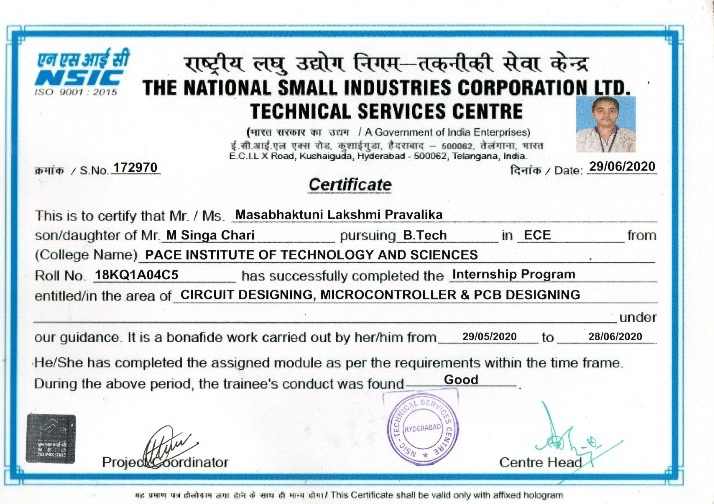 एन एस आई सी
NSIC
ISO 9001 : 2015
राष्ट्रीय लघु उद्योग निगम–तकनीकी सेवा केन्द्र
THE NATIONAL SMALL INDUSTRIES CORPORATION LTD.
TECHNICAL SERVICES CENTRE
(भारत सरकार का उद्यम / A Government of India Enterprises)
ई.सी.आई.एल एक्स रोड, कुशाईगुडा, हैदराबाद – 500062, तेलंगाना, भारत
E.C.I.L X Road, Kushaiguda, Hyderabad - 500062, Telangana, India.
क्रमांक / S.No. 172970
दिनांक / Date: 29/06/2020
Certificate
This is to certify that Mr. / Ms. Masabhaktuni Lakshmi Pravalika
son/daughter of Mr. M Singa Chari pursuing B.Tech in ECE from
(College Name) PACE INSTITUTE OF TECHNOLOGY AND SCIENCES
Roll No. 18KQ1A04C5 has successfully completed the Internship Program
entitled/in the area of CIRCUIT DESIGNING, MICROCONTROLLER & PCB DESIGNING
under
our guidance. It is a bonafide work carried out by her/him from 29/05/2020 to 28/06/2020
He/She has completed the assigned module as per the requirements within the time frame.
During the above period, the trainee's conduct was found Good.
NSIC-TECHNICAL SERVICES CENTRE
HYDERABAD
Project Coordinator
Centre Head
यह प्रमाण पत्र होलोग्राम लगा होने के साथ ही मान्य होगा / This Certificate shall be valid only with affixed hologram